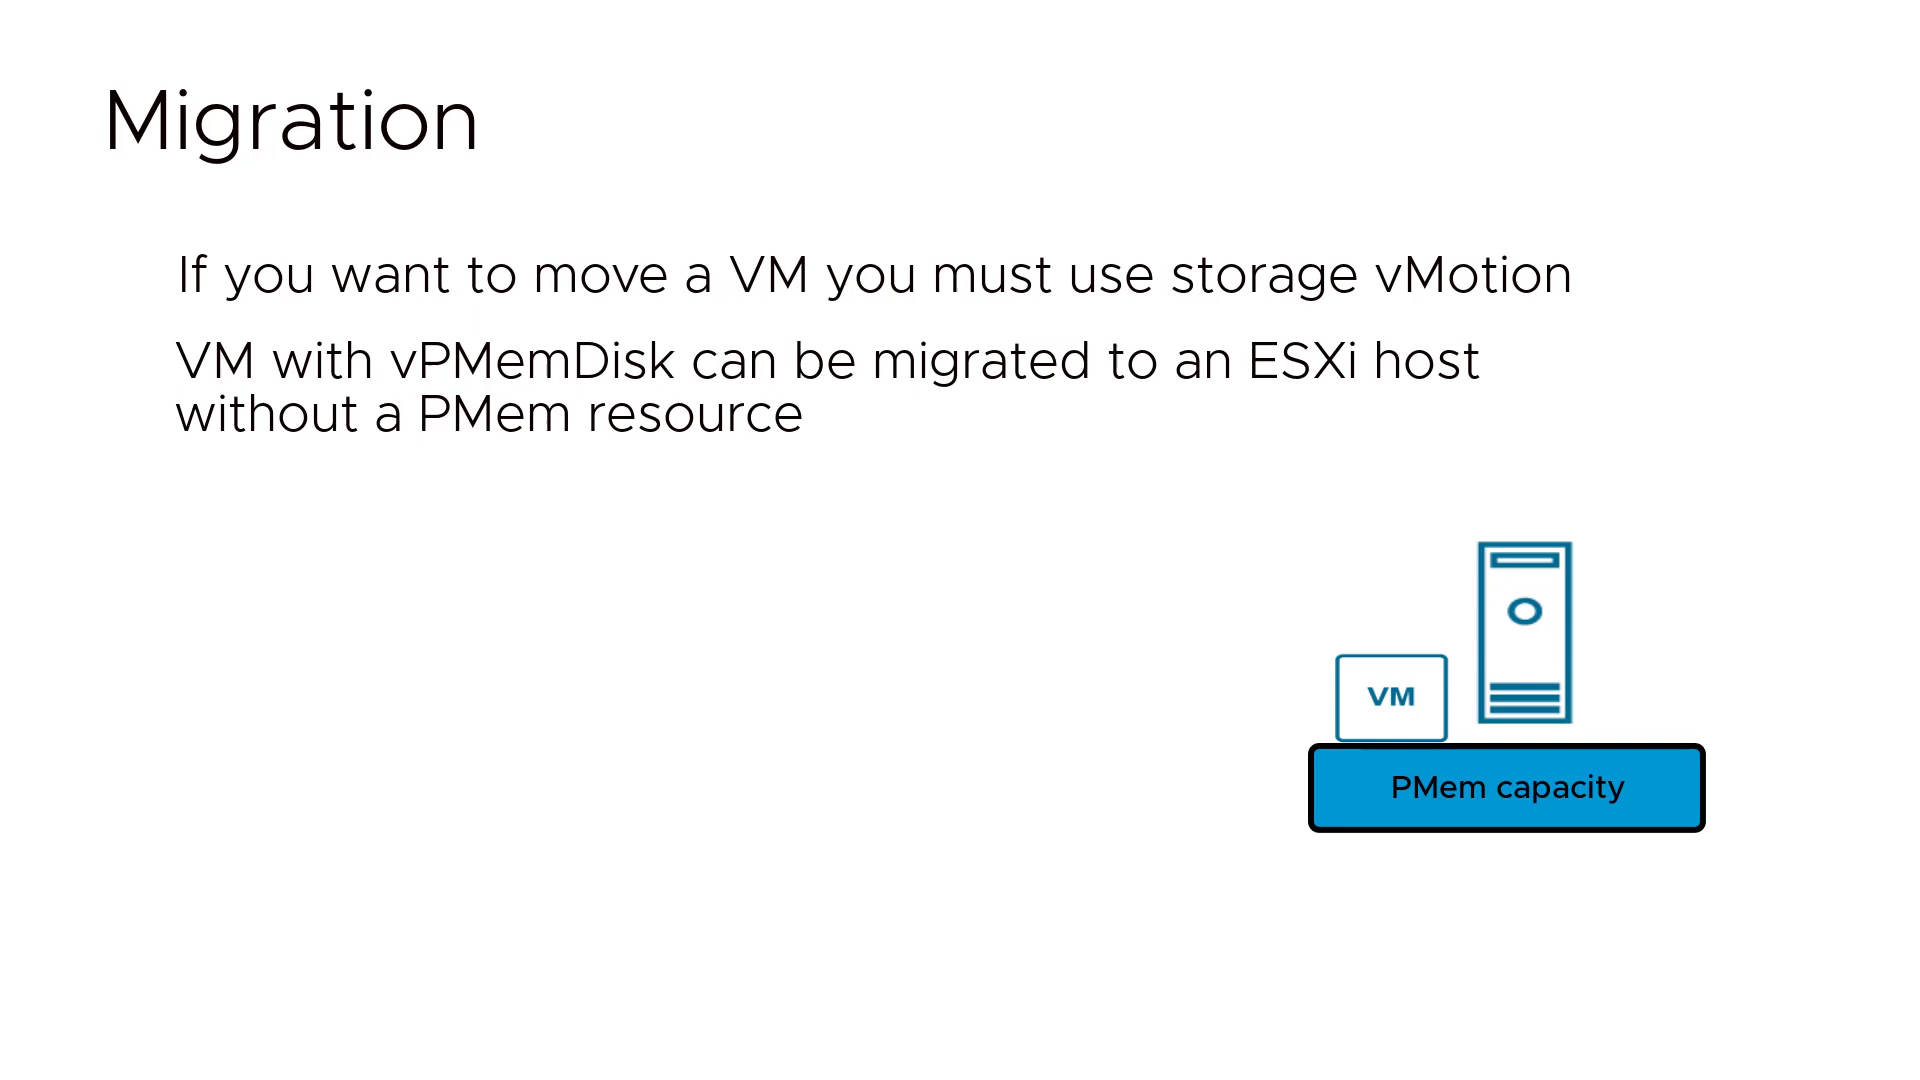 Migration
If you want to move a VM you must use storage vMotion
VM with vPMemDisk can be migrated to an ESXi host
without a PMem resource
VM
PMem capacity